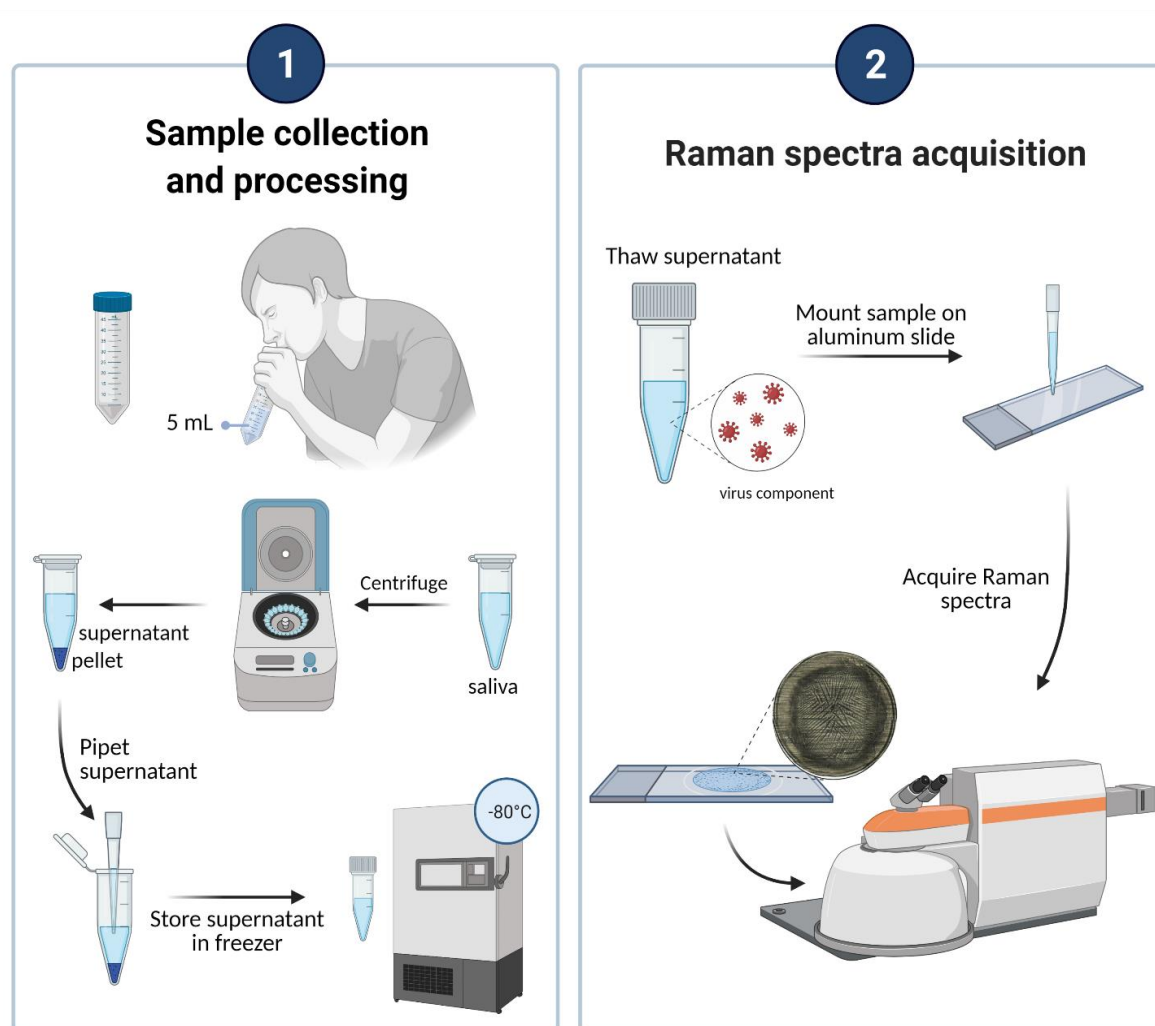 1
Sample collection
and processing
5 mL
Centrifuge
supernatant
pellet
saliva
Pipet
supernatant
-80°C
Store supernatant
in freezer
2
Raman spectra acquisition
Thaw supernatant
Mount sample on
aluminum slide
virus component
Acquire Raman
spectra